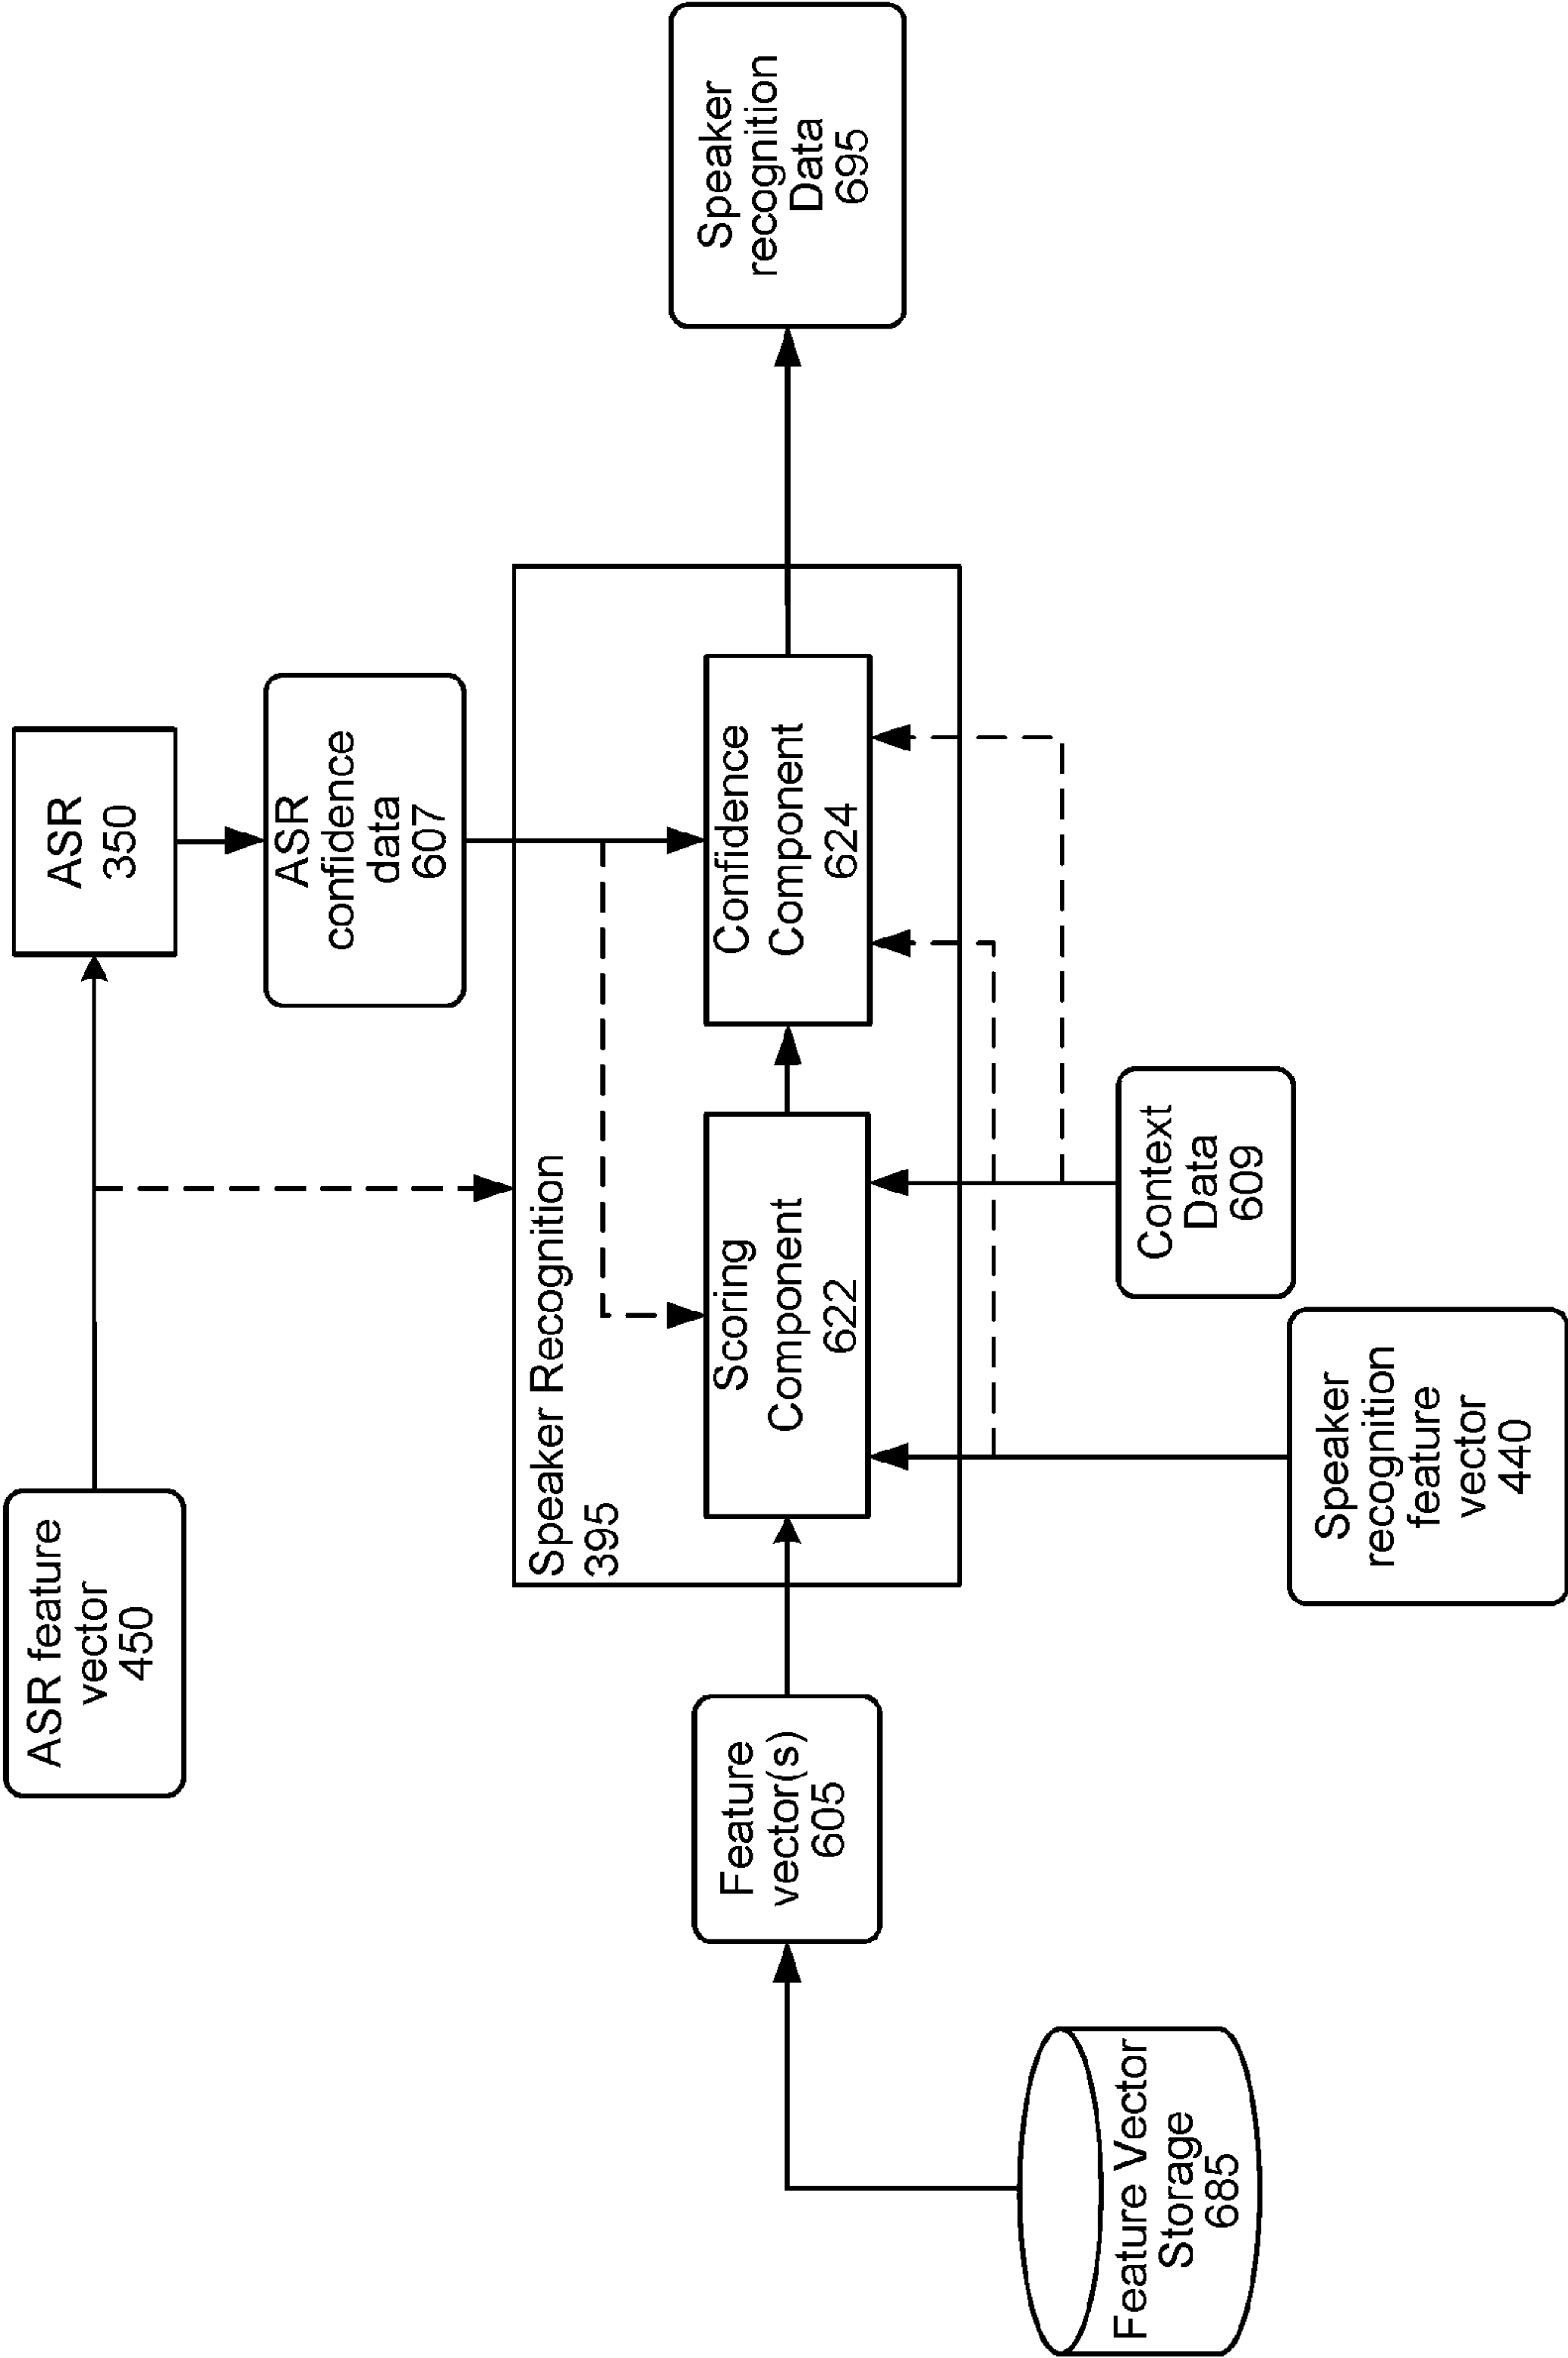 ASR feature
vector
450
ASR
350
ASR
confidence
data
607
Speaker Recognition
395
Feature Vector
Storage
685
Feature
vector(s)
605
Scoring
Component
622
Confidence
Component
624
Speaker
recognition
Data
695
Context
Data
609
Speaker
recognition
feature
vector
440